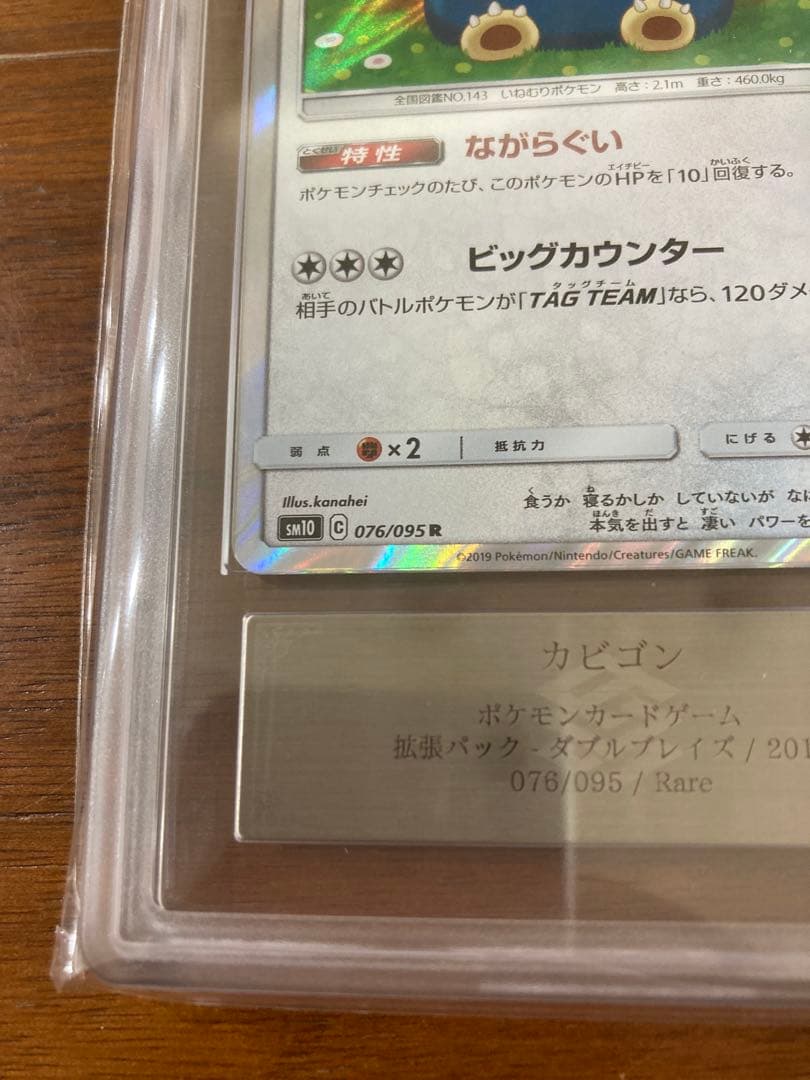 全国図鑑NO.143 いねむりポケモン 高さ:2.1m 重さ:460.0kg
とくせい
特性 ながらぐい
エイチピー かいふく
ポケモンチェックのたび、このポケモンのHPを「10」回復する。
ビッグカウンター
あいて タッグチーム
相手のバトルポケモンが「TAG TEAM」なら、120ダメ
弱点 ×2 抵抗力 にげる
Illus.kanahei
く ね
食うか 寝るかしか していないが なに
SM10 C 076/095 R
ほんき だ すご
本気を出すと 凄い パワーを
©2019 Pokémon/Nintendo/Creatures/GAME FREAK.
カビゴン
ポケモンカードゲーム
拡張パック - ダブルブレイズ / 201
076/095 / Rare